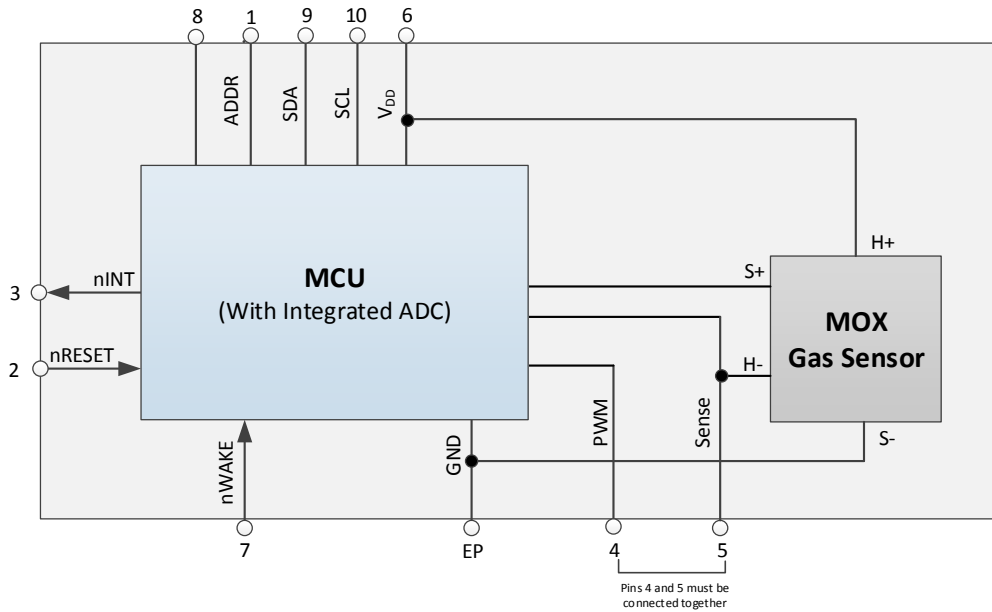 8 1 9 10 6
ADDR
SDA
SCL
VDD
H+
MCU
(With Integrated ADC)
nINT
3
nRESET
2
S+
MOX
Gas Sensor
H-
S-
nWAKE
GND
PWM
Sense
7 EP 4 5
Pins 4 and 5 must be
connected together